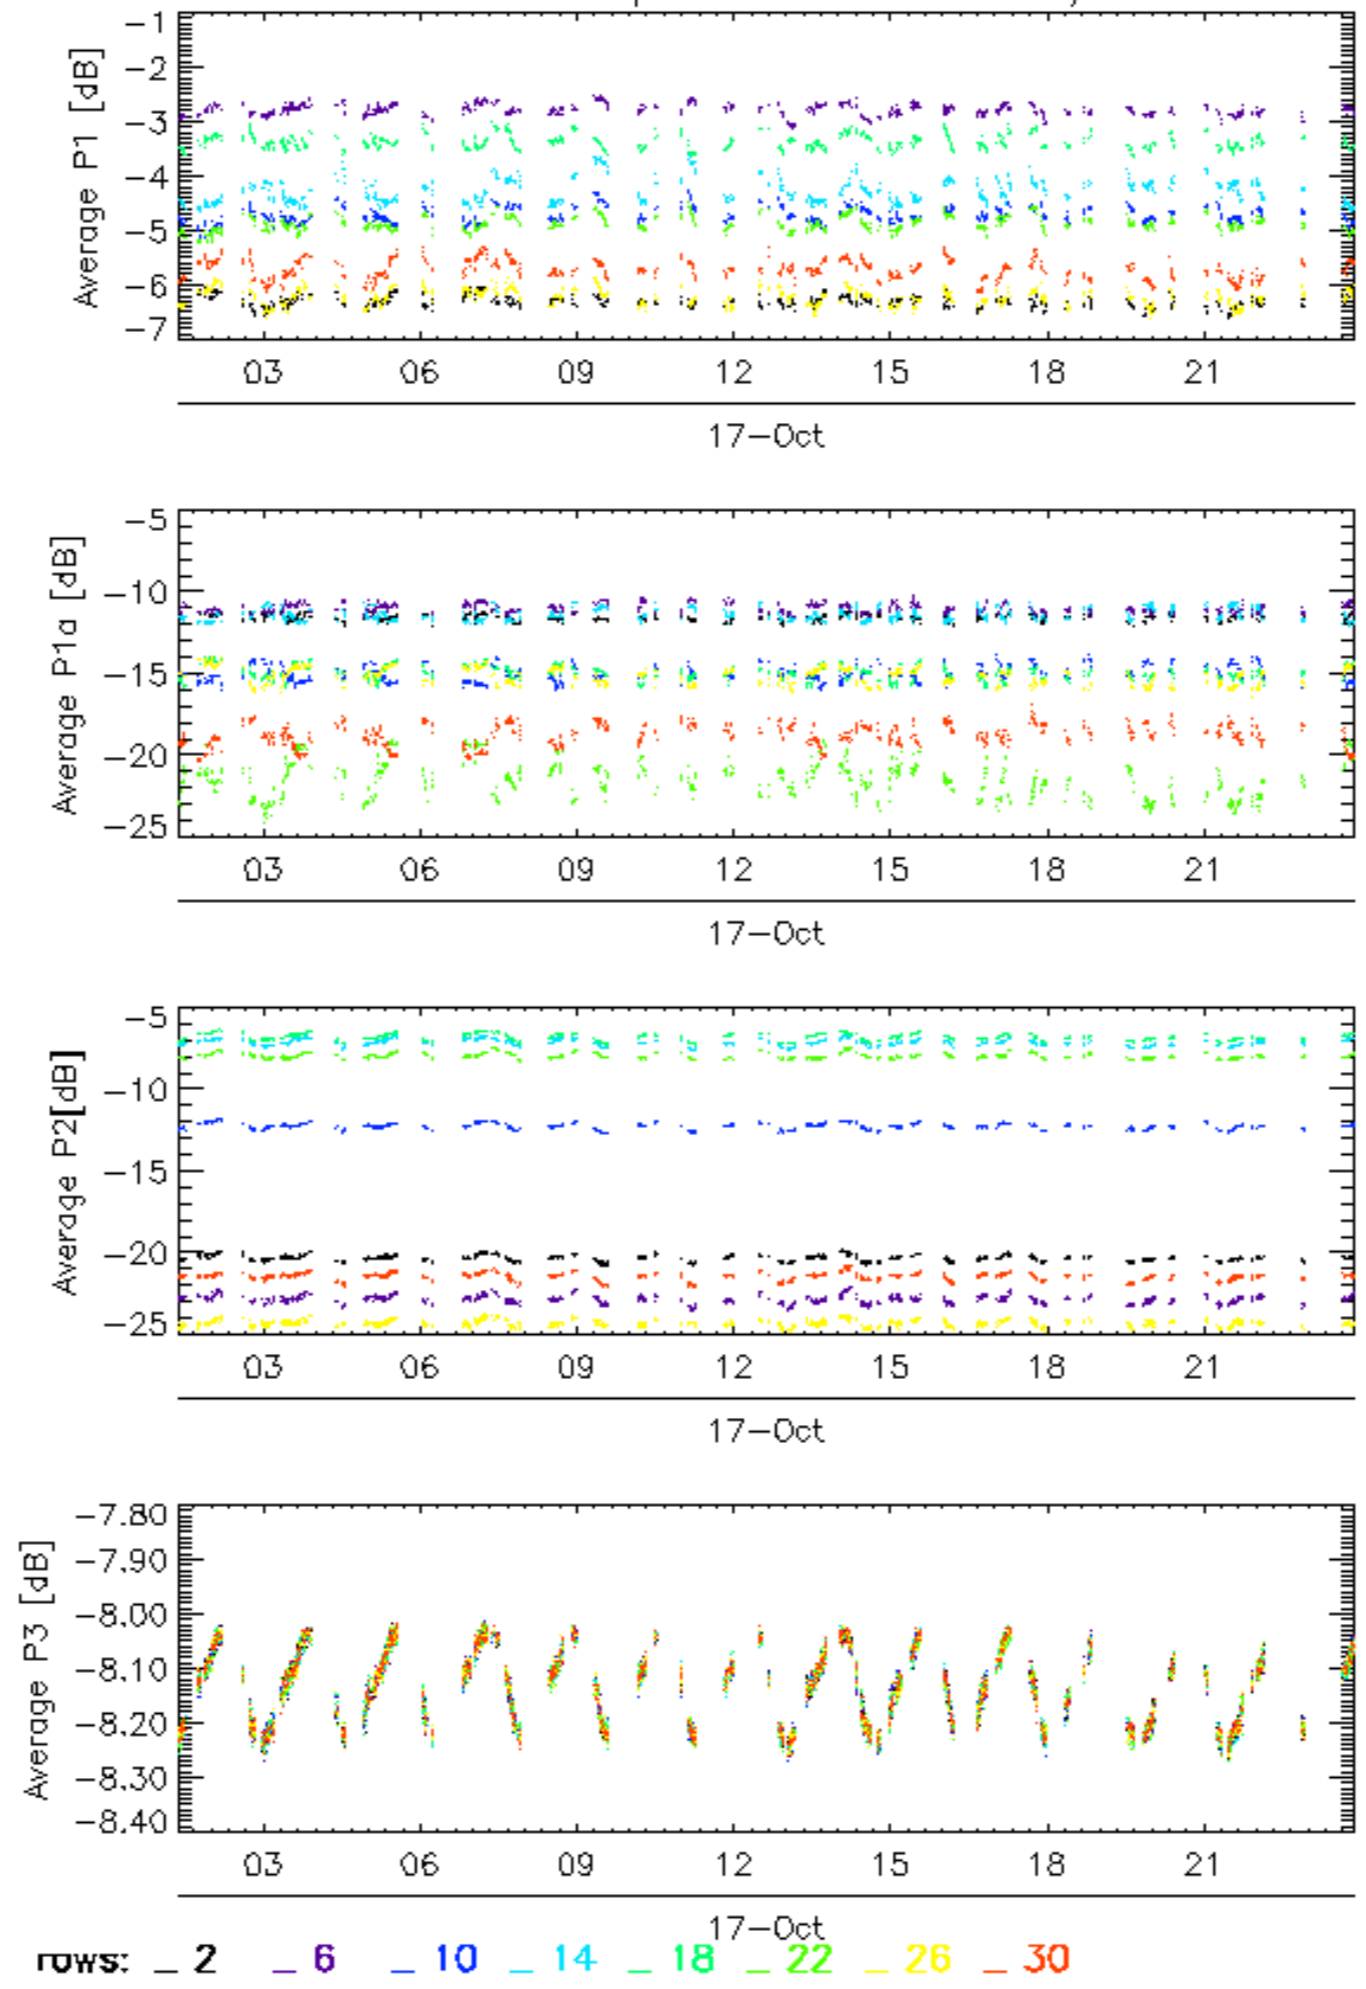 -1
-2
-3
-4
-5
-6
-7
Average P1 [dB]
03 06 09 12 15 18 21
17-Oct
-5
-10
-15
-20
-25
Average P1a [dB]
03 06 09 12 15 18 21
17-Oct
-5
-10
-15
-20
-25
Average P2[dB]
03 06 09 12 15 18 21
17-Oct
-7.80
-7.90
-8.00
-8.10
-8.20
-8.30
-8.40
Average P3 [dB]
03 06 09 12 15 18 21
17-Oct
rows: _ 2 _ 6 _ 10 _ 14 _ 18 _ 22 _ 26 _ 30